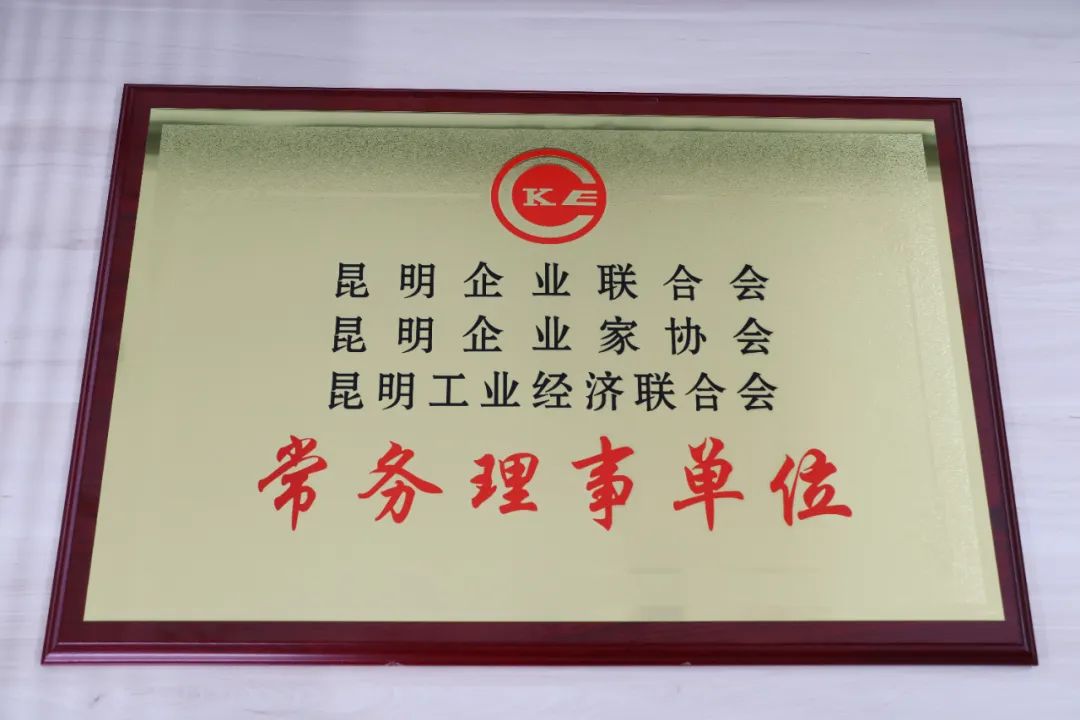 KE
昆明企业联合会
昆明企业家协会
昆明工业经济联合会
常务理事单位